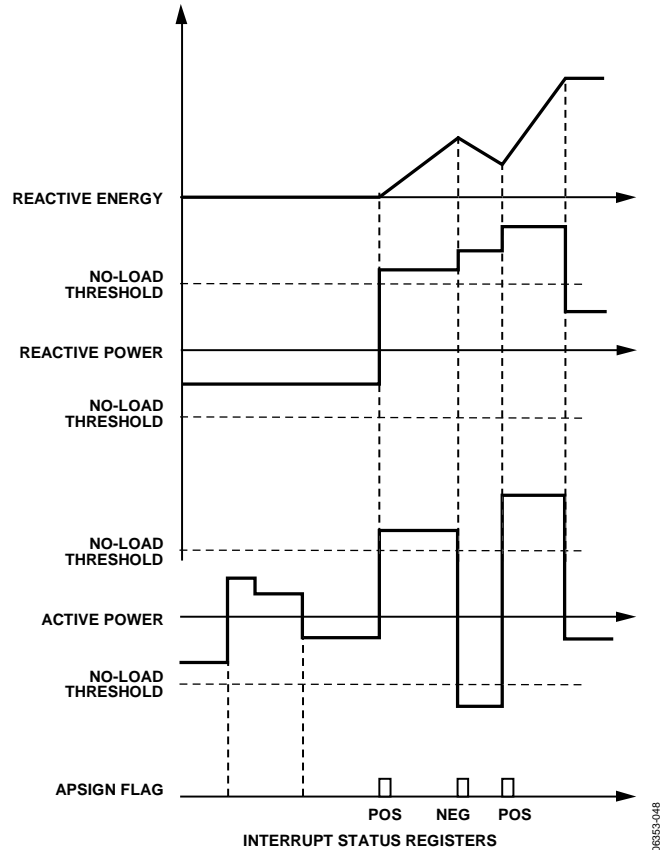 REACTIVE ENERGY
NO-LOAD
THRESHOLD
REACTIVE POWER
NO-LOAD
THRESHOLD
NO-LOAD
THRESHOLD
ACTIVE POWER
NO-LOAD
THRESHOLD
APSIGN FLAG
POS NEG POS
INTERRUPT STATUS REGISTERS
06353-048